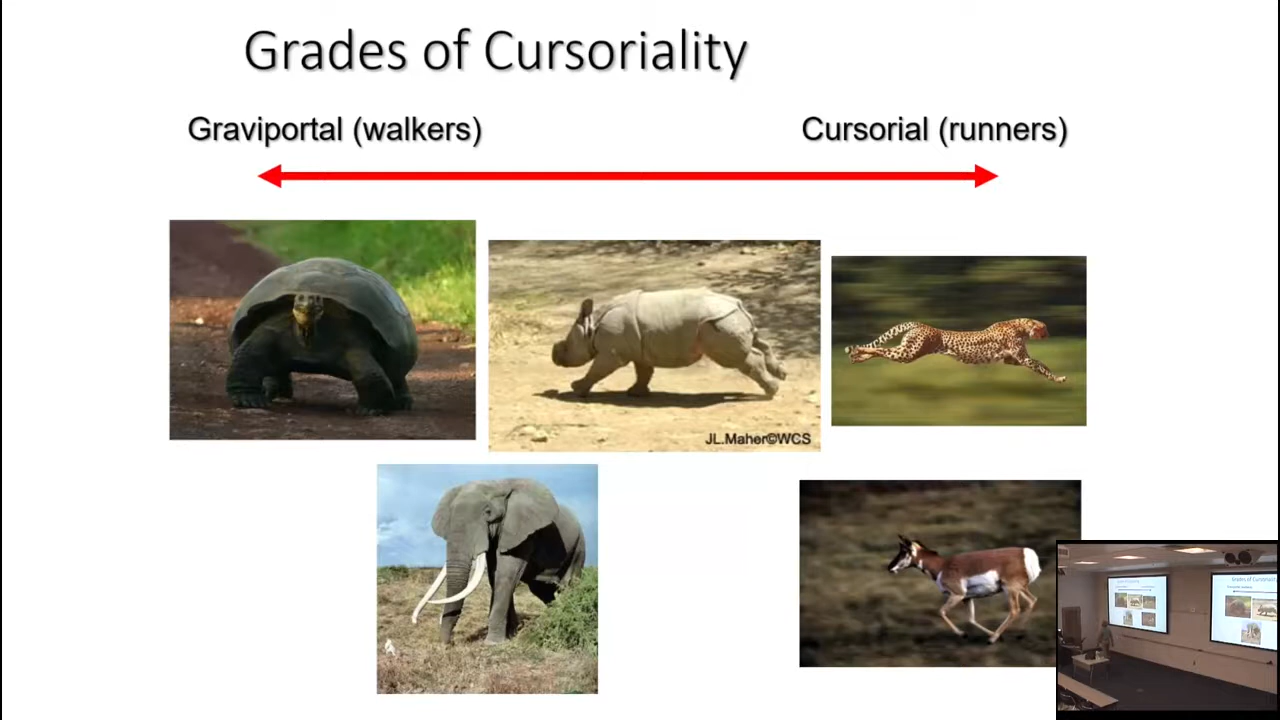 Grades of Cursoriality
Graviportal (walkers)
Cursorial (runners)
JL.Maher©WCS